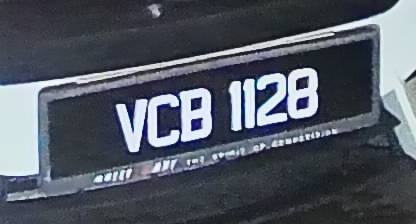 VCB 1128
THE SPIRIT OF COMPETITION